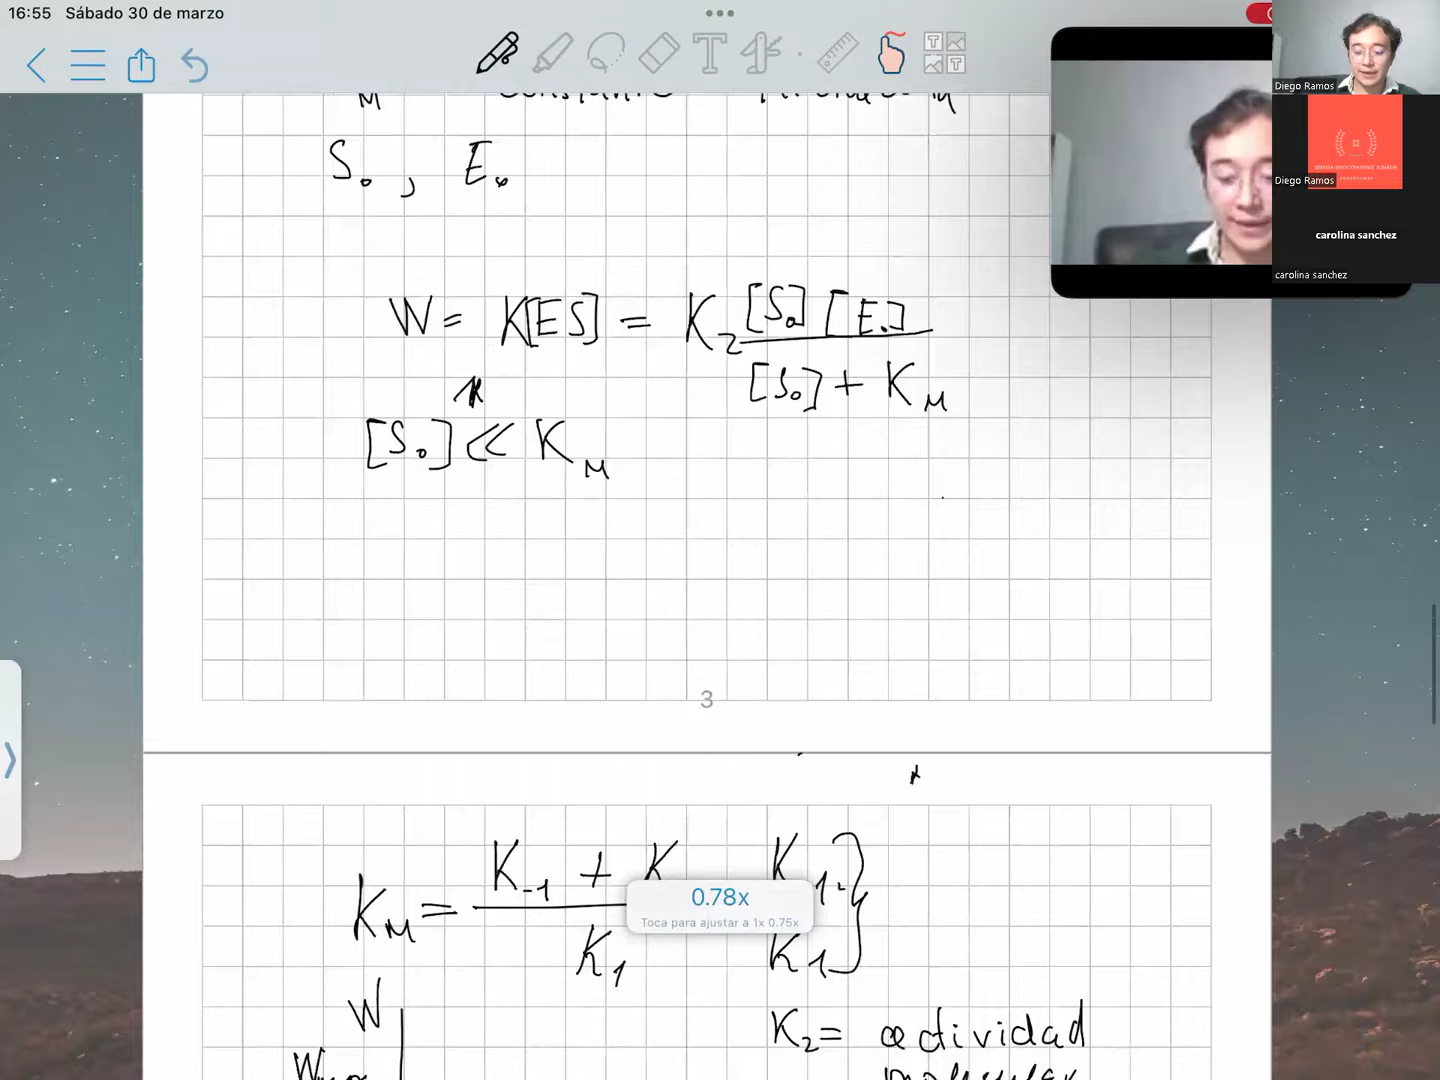 16:55 Sábado 30 de marzo
Diego Ramos
Diego Ramos
carolina sanchez
carolina sanchez
M
S₀ , E₀
W = K[ES] = K₂ [S₀] [E₀]
[S₀] + K_M
[S₀] << K_M
3
K_M = K₋₁ + K
K₁
0.78x
Toca para ajustar a 1x 0.75x
W
K₂ = actividad